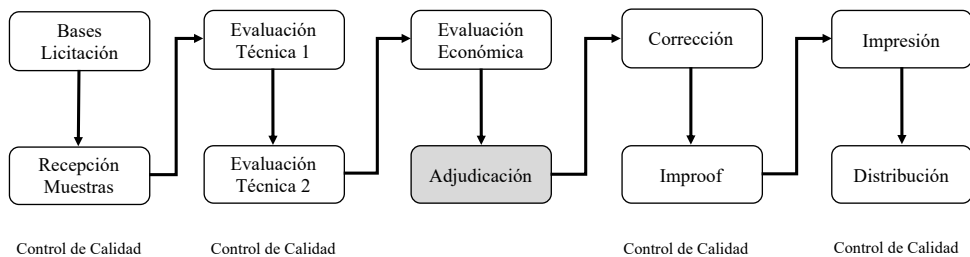 Bases
Licitación
Evaluación
Técnica 1
Evaluación
Económica
Corrección
Impresión
Recepción
Muestras
Evaluación
Técnica 2
Adjudicación
Improof
Distribución
Control de Calidad
Control de Calidad
Control de Calidad
Control de Calidad